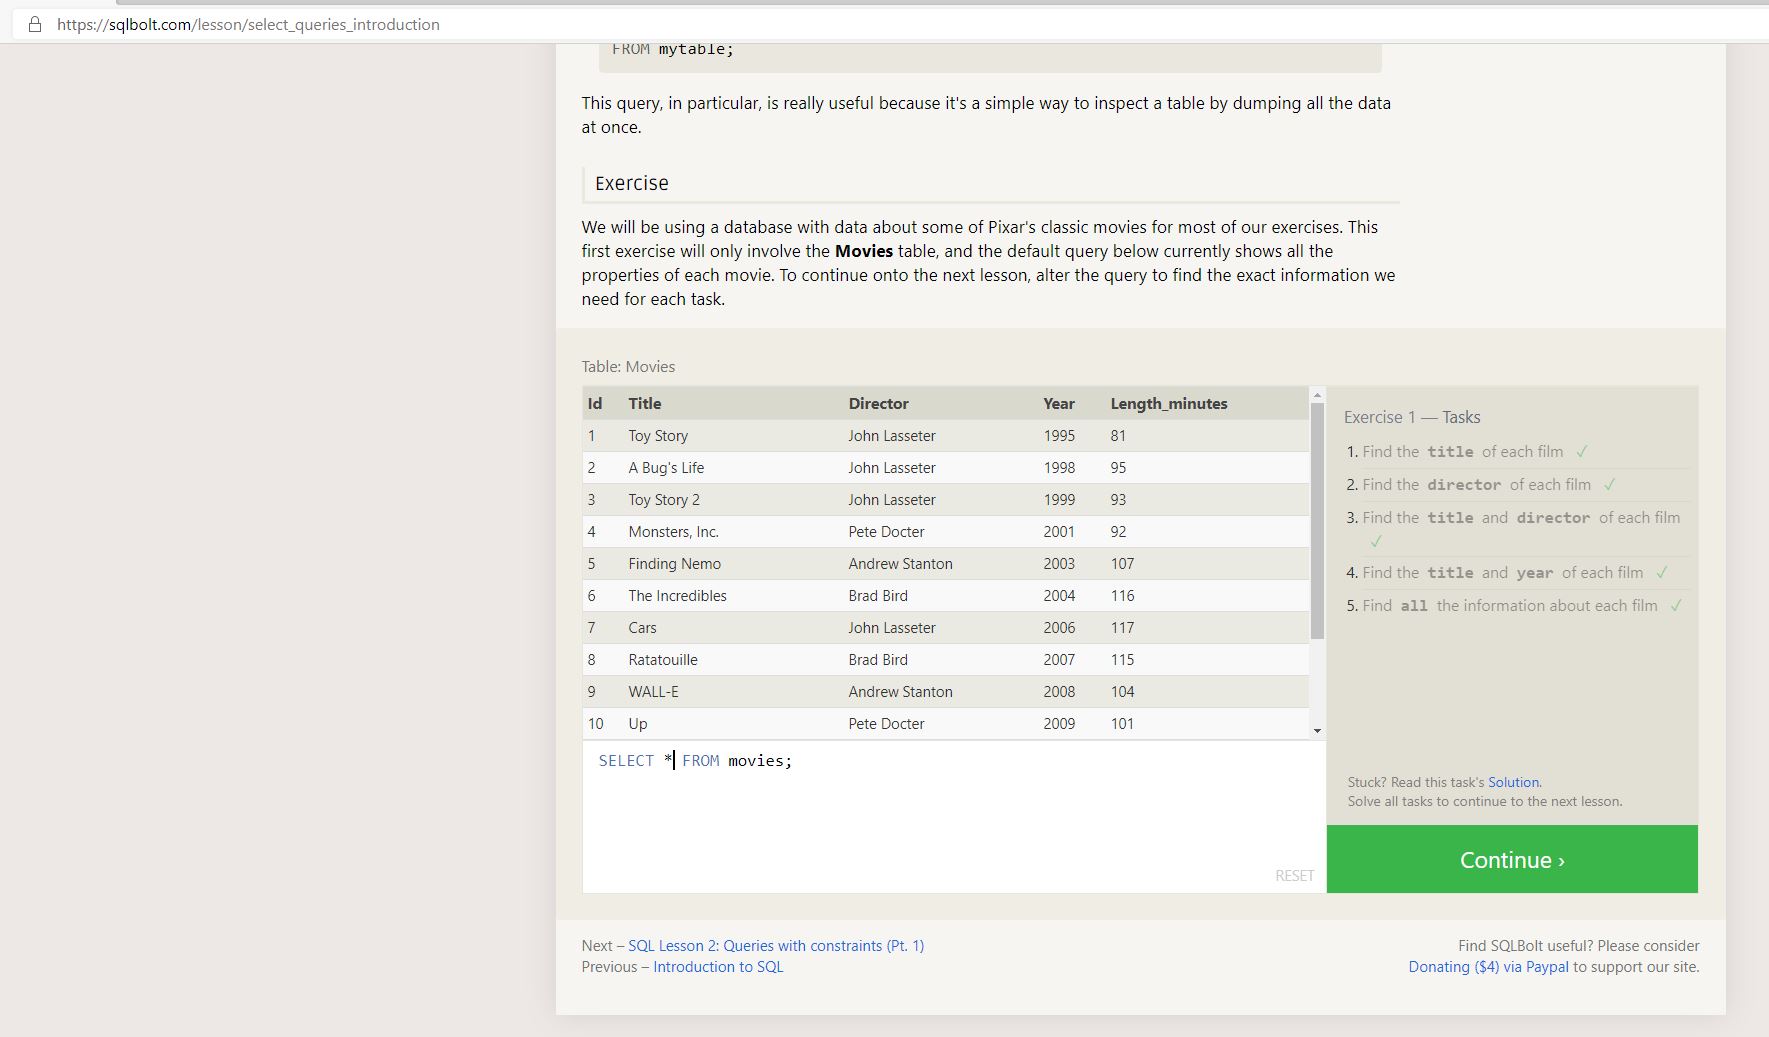 https://sqlbolt.com/lesson/select_queries_introduction
FROM mytable;
This query, in particular, is really useful because it's a simple way to inspect a table by dumping all the data
at once.
Exercise
We will be using a database with data about some of Pixar's classic movies for most of our exercises. This
first exercise will only involve the Movies table, and the default query below currently shows all the
properties of each movie. To continue onto the next lesson, alter the query to find the exact information we
need for each task.
Table: Movies
Id Title Director Year Length_minutes
1 Toy Story John Lasseter 1995 81
2 A Bug's Life John Lasseter 1998 95
3 Toy Story 2 John Lasseter 1999 93
4 Monsters, Inc. Pete Docter 2001 92
5 Finding Nemo Andrew Stanton 2003 107
6 The Incredibles Brad Bird 2004 116
7 Cars John Lasseter 2006 117
8 Ratatouille Brad Bird 2007 115
9 WALL-E Andrew Stanton 2008 104
10 Up Pete Docter 2009 101
SELECT * FROM movies;
RESET
Exercise 1 — Tasks
1. Find the title of each film ✓
2. Find the director of each film ✓
3. Find the title and director of each film
✓
4. Find the title and year of each film ✓
5. Find all the information about each film ✓
Stuck? Read this task's Solution.
Solve all tasks to continue to the next lesson.
Continue ›
Next – SQL Lesson 2: Queries with constraints (Pt. 1)
Previous – Introduction to SQL
Find SQLBolt useful? Please consider
Donating ($4) via Paypal to support our site.